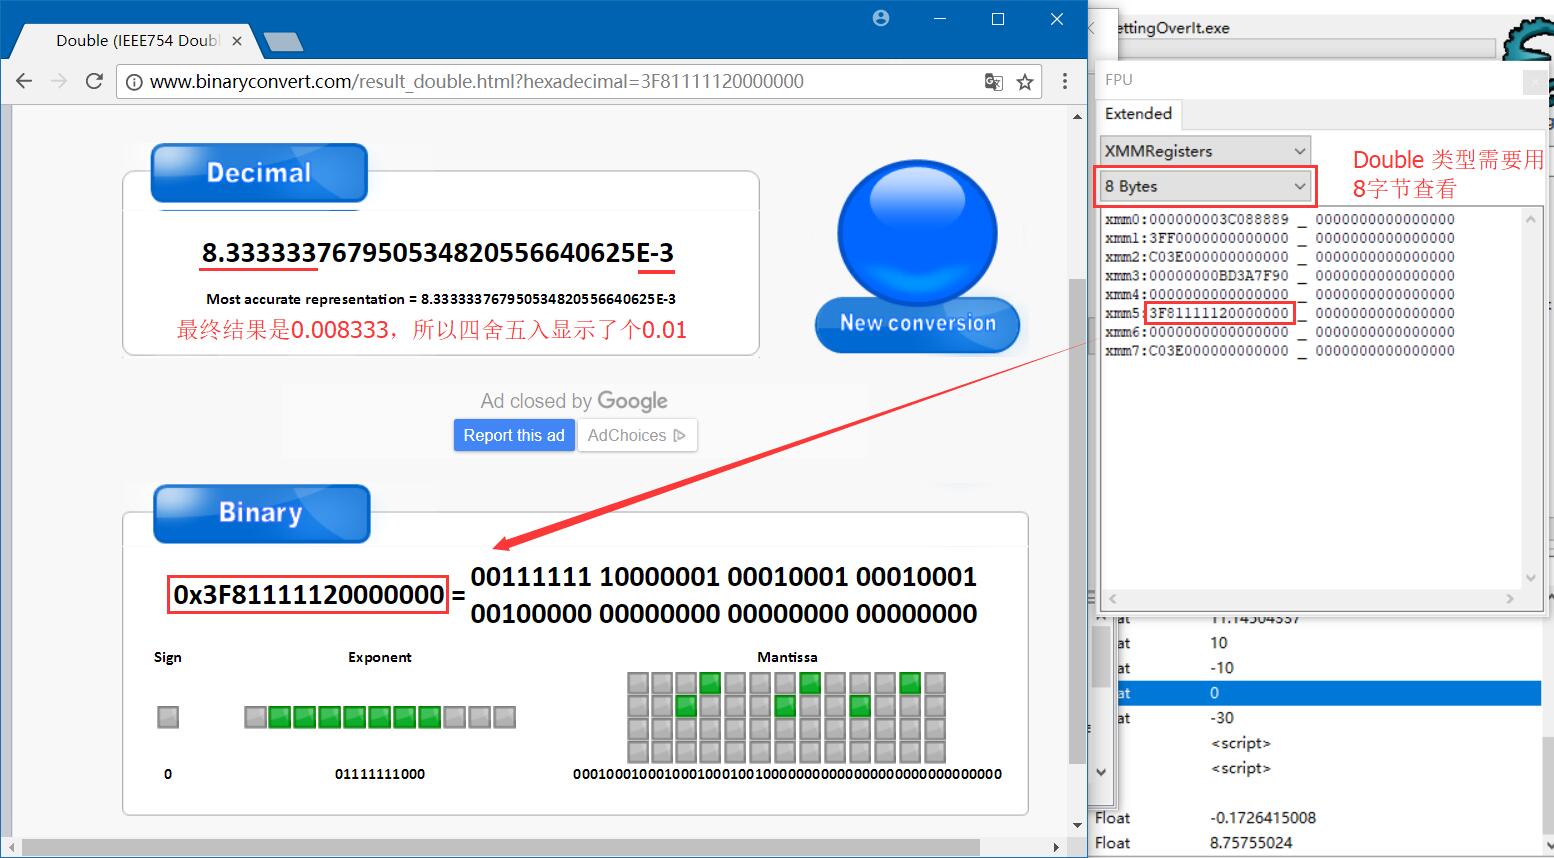 Double (IEEE754 Doubl
www.binaryconvert.com/result_double.html?hexadecimal=3F81111120000000
Decimal
8.333333767950534820556640625E-3
Most accurate representation = 8.333333767950534820556640625E-3
最终结果是0.008333，所以四舍五入显示了个0.01
New conversion
Ad closed by Google
Report this ad
AdChoices
Binary
0x3F81111120000000 =
00111111 10000001 00010001 00010001
00100000 00000000 00000000 00000000
Sign
Exponent
Mantissa
0
01111111000
ettingOverIt.exe
FPU
Extended
XMMRegisters
8 Bytes
Double 类型需要用
8字节查看
xmm0:000000003C088889 _ 0000000000000000
xmm1:3FF0000000000000 _ 0000000000000000
xmm2:C03E000000000000 _ 0000000000000000
xmm3:00000000BD3A7F90 _ 0000000000000000
xmm4:0000000000000000 _ 0000000000000000
xmm5:3F81111120000000 _ 0000000000000000
xmm6:0000000000000000 _ 0000000000000000
xmm7:C03E000000000000 _ 0000000000000000
at 11.14504337
at 10
at -10
at 0
at -30
<script>
<script>
Float -0.1726415008
Float 8.75755024